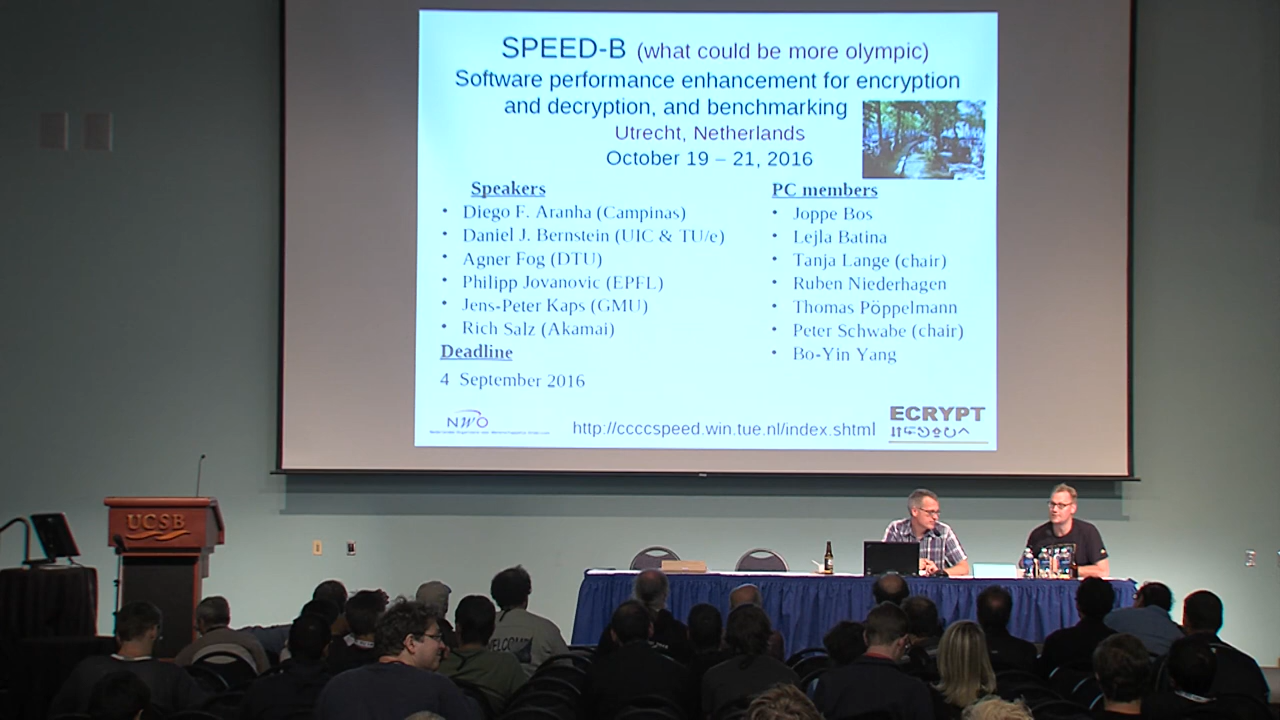 SPEED-B (what could be more olympic)
Software performance enhancement for encryption
and decryption, and benchmarking
Utrecht, Netherlands
October 19 – 21, 2016
Speakers
• Diego F. Aranha (Campinas)
• Daniel J. Bernstein (UIC & TU/e)
• Agner Fog (DTU)
• Philipp Jovanovic (EPFL)
• Jens-Peter Kaps (GMU)
• Rich Salz (Akamai)
Deadline
4 September 2016
PC members
• Joppe Bos
• Lejla Batina
• Tanja Lange (chair)
• Ruben Niederhagen
• Thomas Pöppelmann
• Peter Schwabe (chair)
• Bo-Yin Yang
NWO
http://ccccspeed.win.tue.nl/index.shtml
ECRYPT
UCSB